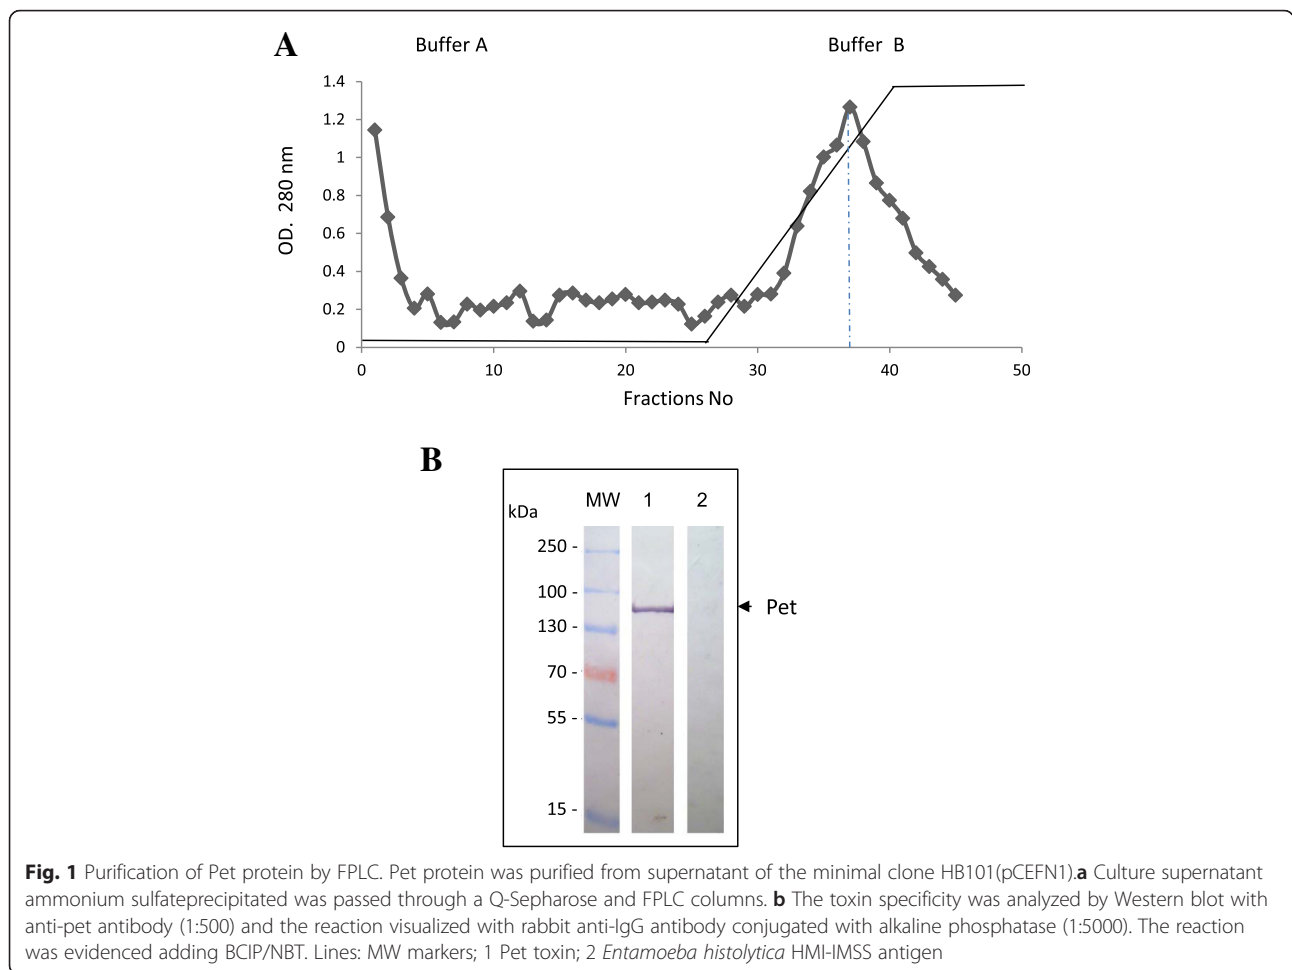 A
Buffer A Buffer B
1.4
1.2
1
0.8
0.6
0.4
0.2
0
OD. 280 nm
0 10 20 30 40 50
Fractions No
B
MW 1 2
kDa
250 -
100 -
130 -
70 -
55 -
15 -
Pet
Fig. 1 Purification of Pet protein by FPLC. Pet protein was purified from supernatant of the minimal clone HB101(pCEFN1).a Culture supernatant
ammonium sulfateprecipitated was passed through a Q-Sepharose and FPLC columns. b The toxin specificity was analyzed by Western blot with
anti-pet antibody (1:500) and the reaction visualized with rabbit anti-IgG antibody conjugated with alkaline phosphatase (1:5000). The reaction
was evidenced adding BCIP/NBT. Lines: MW markers; 1 Pet toxin; 2 Entamoeba histolytica HMI-IMSS antigen